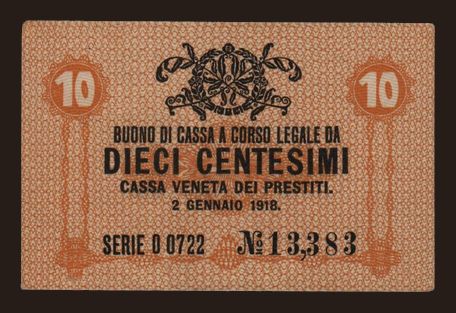 10 10
BUONO DI CASSA A CORSO LEGALE DA
DIECI CENTESIMI
CASSA VENETA DEI PRESTITI.
2 GENNAIO 1918.
SERIE D 0722 № 13,383